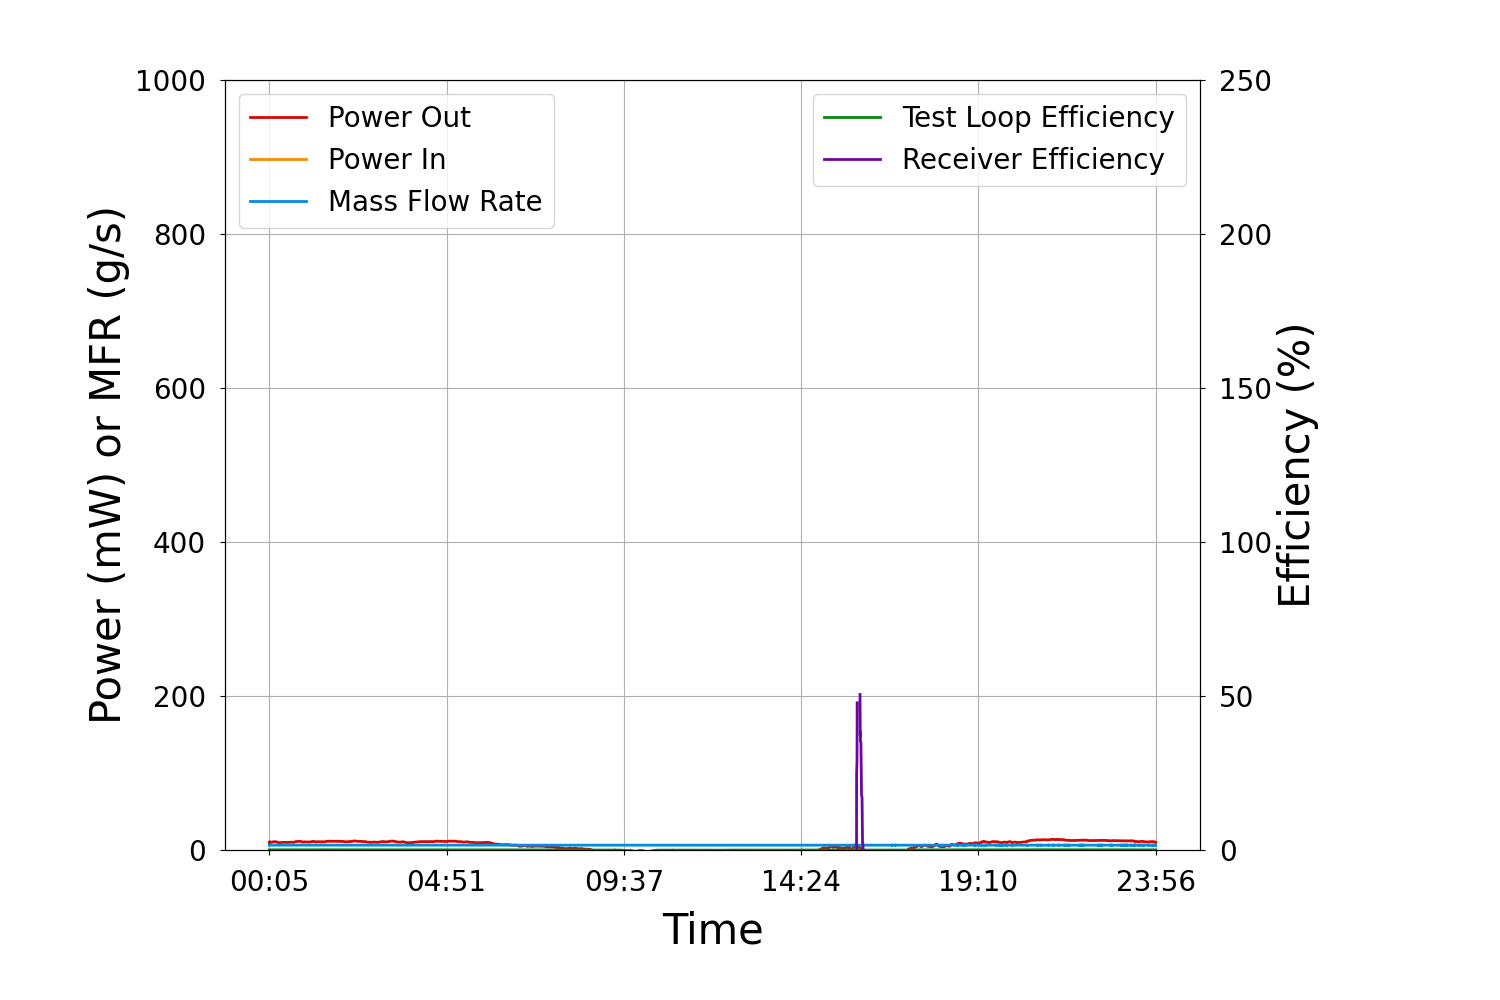 1000
800
600
400
200
0
Power (mW) or MFR (g/s)
Power Out
Power In
Mass Flow Rate
Test Loop Efficiency
Receiver Efficiency
250
200
150
100
50
0
Efficiency (%)
00:05 04:51 09:37 14:24 19:10 23:56
Time